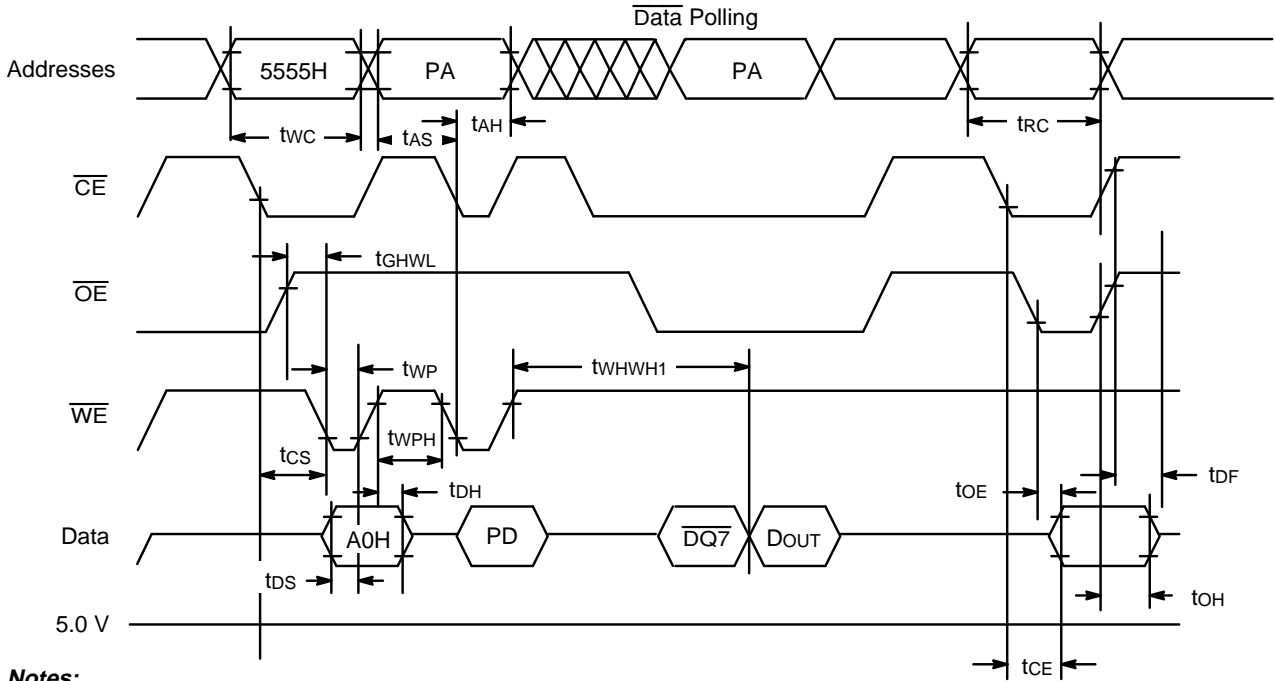 Data Polling
Addresses
5555H
PA
PA
tWC
tAS
tAH
tRC
CE
tGHWL
OE
tWP
tWHWH1
WE
tWPH
tCS
tDH
tOE
tDF
Data
A0H
PD
DQ7
DOUT
tDS
tOH
5.0 V
tCE
Notes: